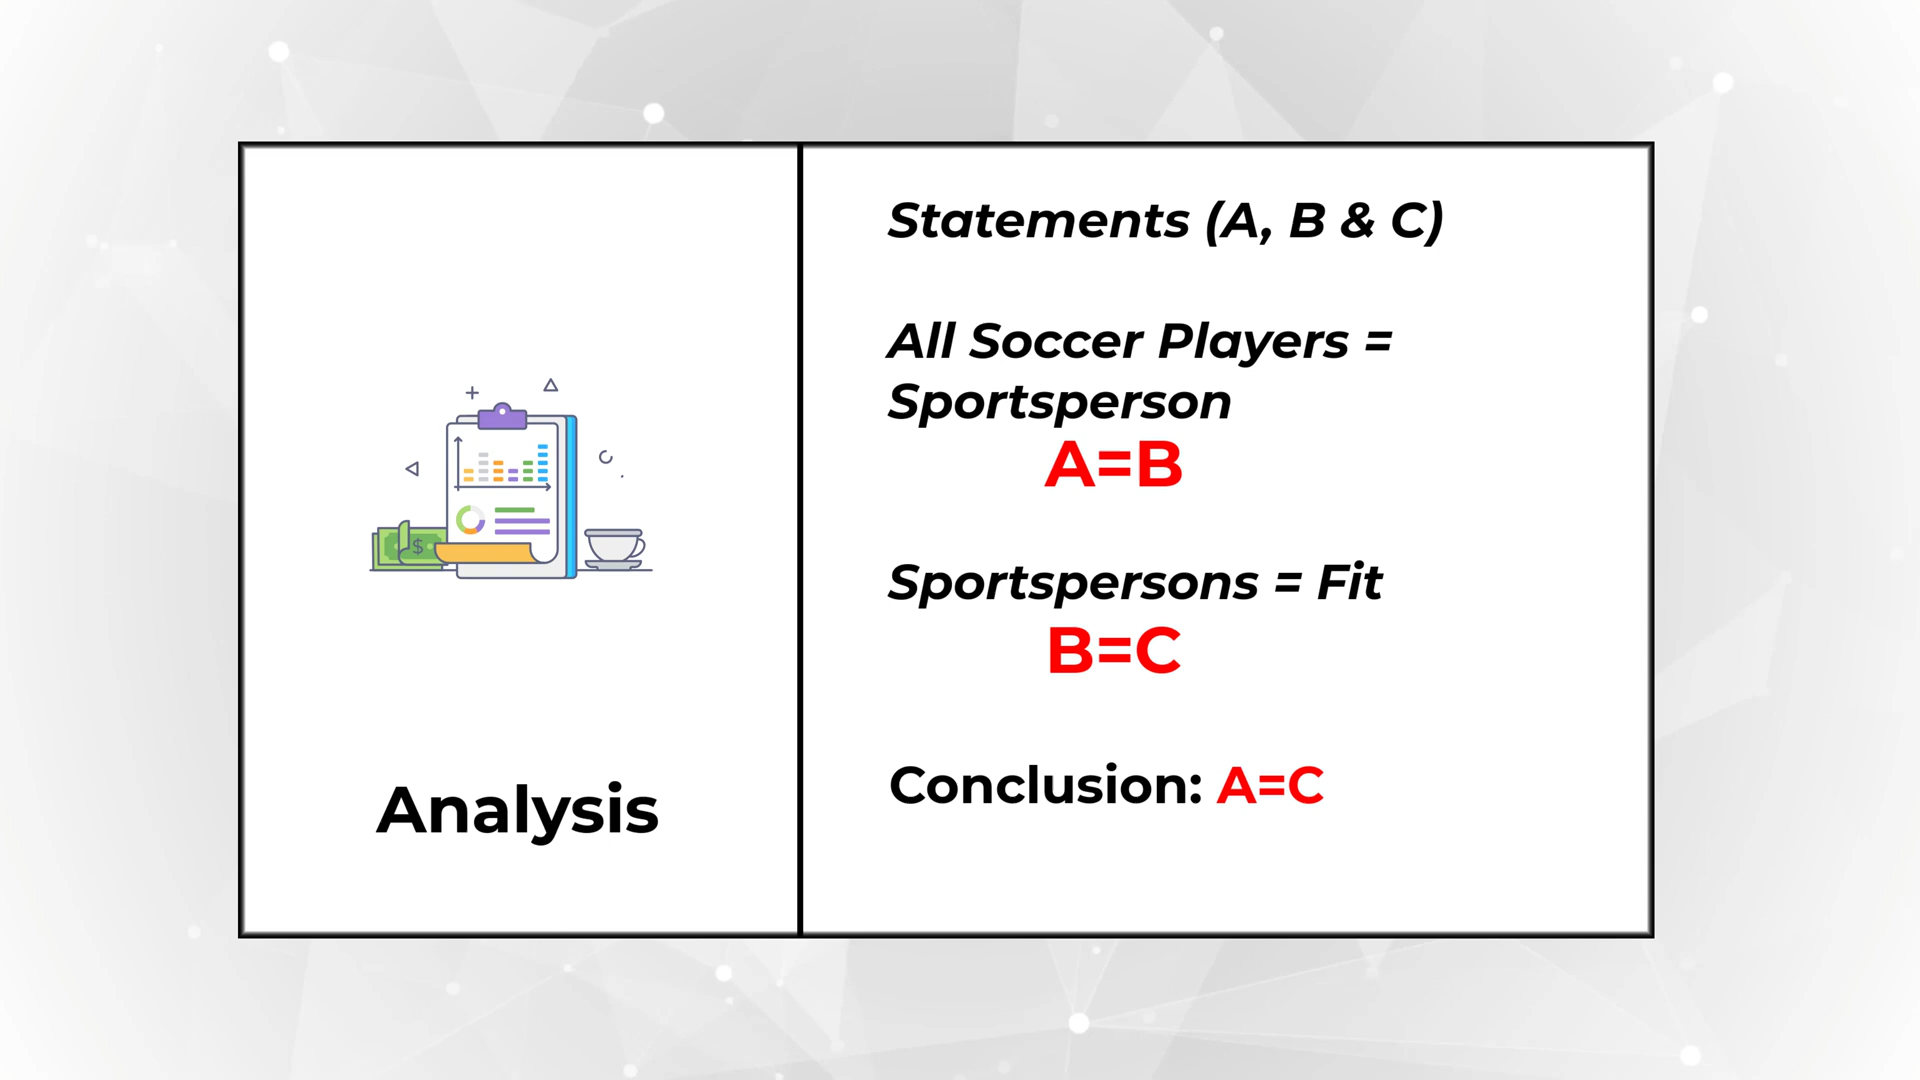 Statements (A, B & C)
All Soccer Players =
Sportsperson
A=B
Sportspersons = Fit
B=C
Conclusion: A=C
$
Analysis